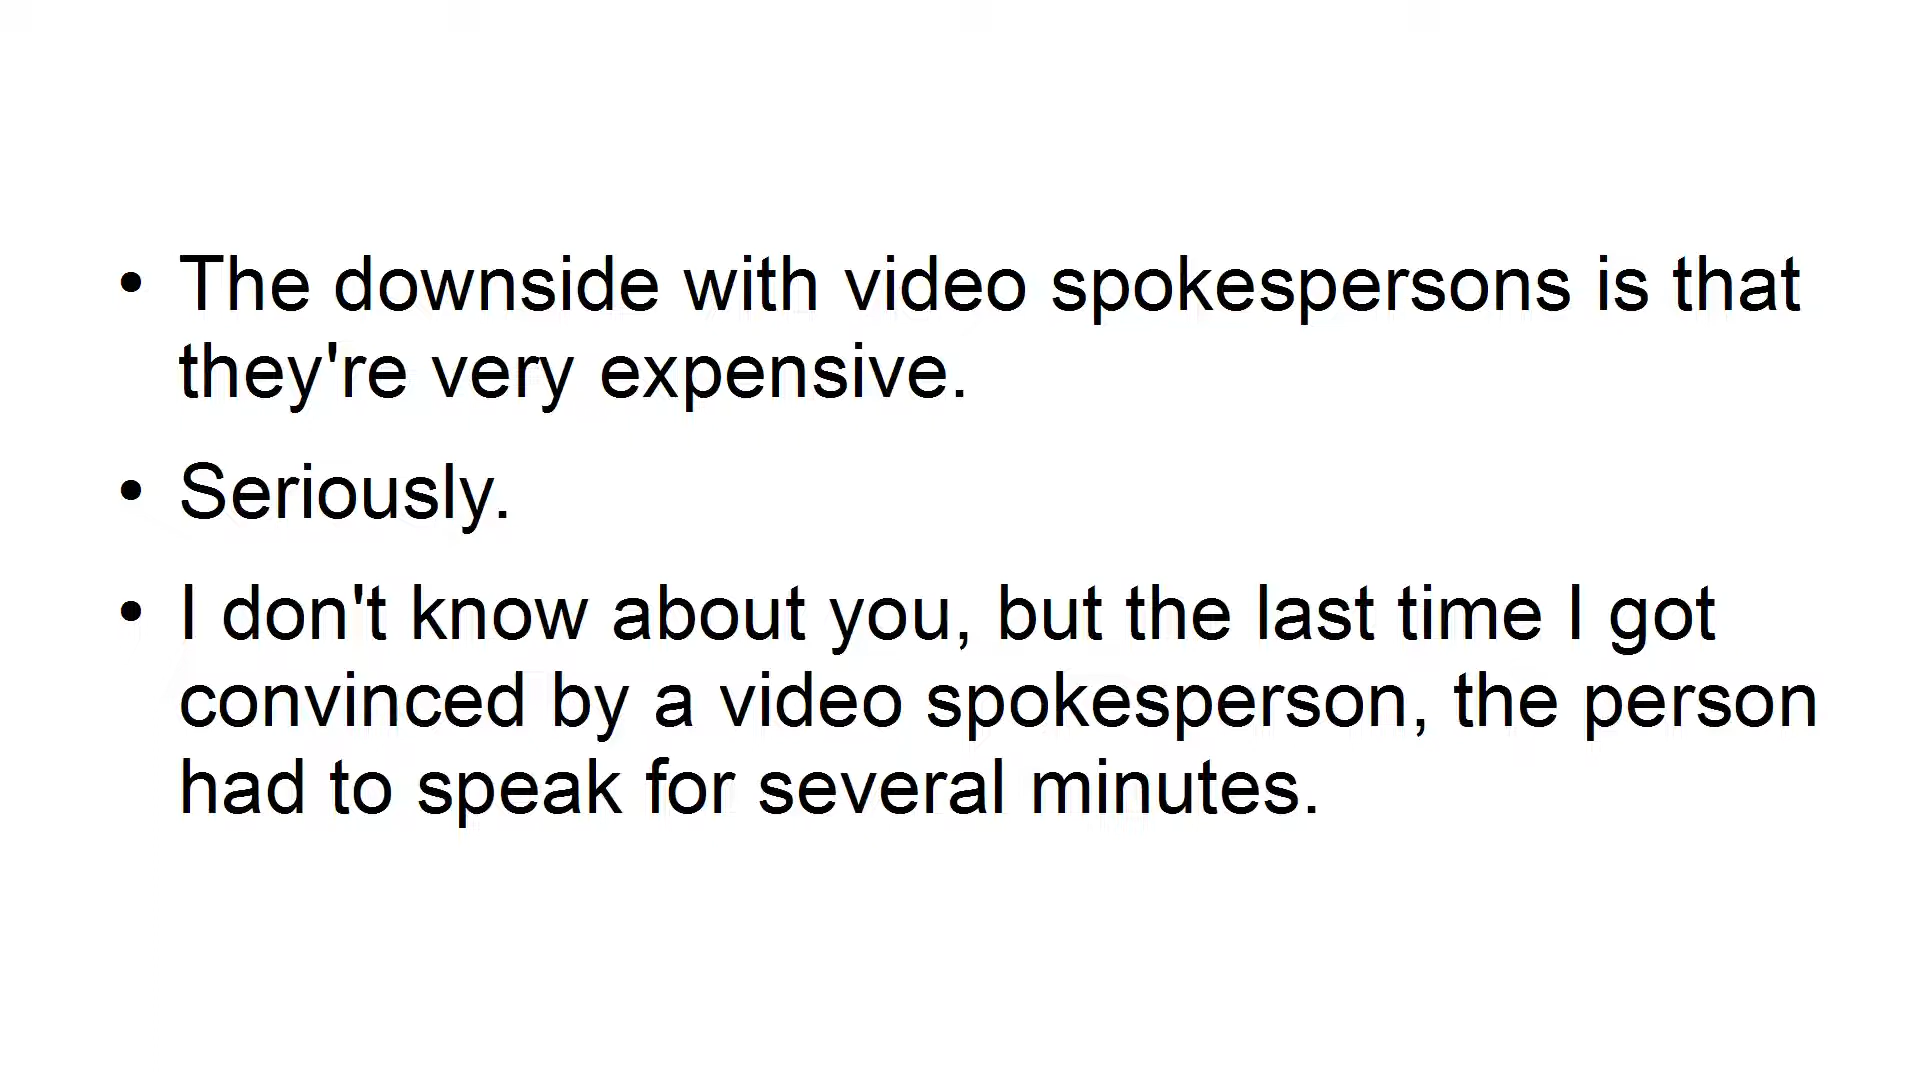 • The downside with video spokespersons is that
they're very expensive.
• Seriously.
• I don't know about you, but the last time I got
convinced by a video spokesperson, the person
had to speak for several minutes.